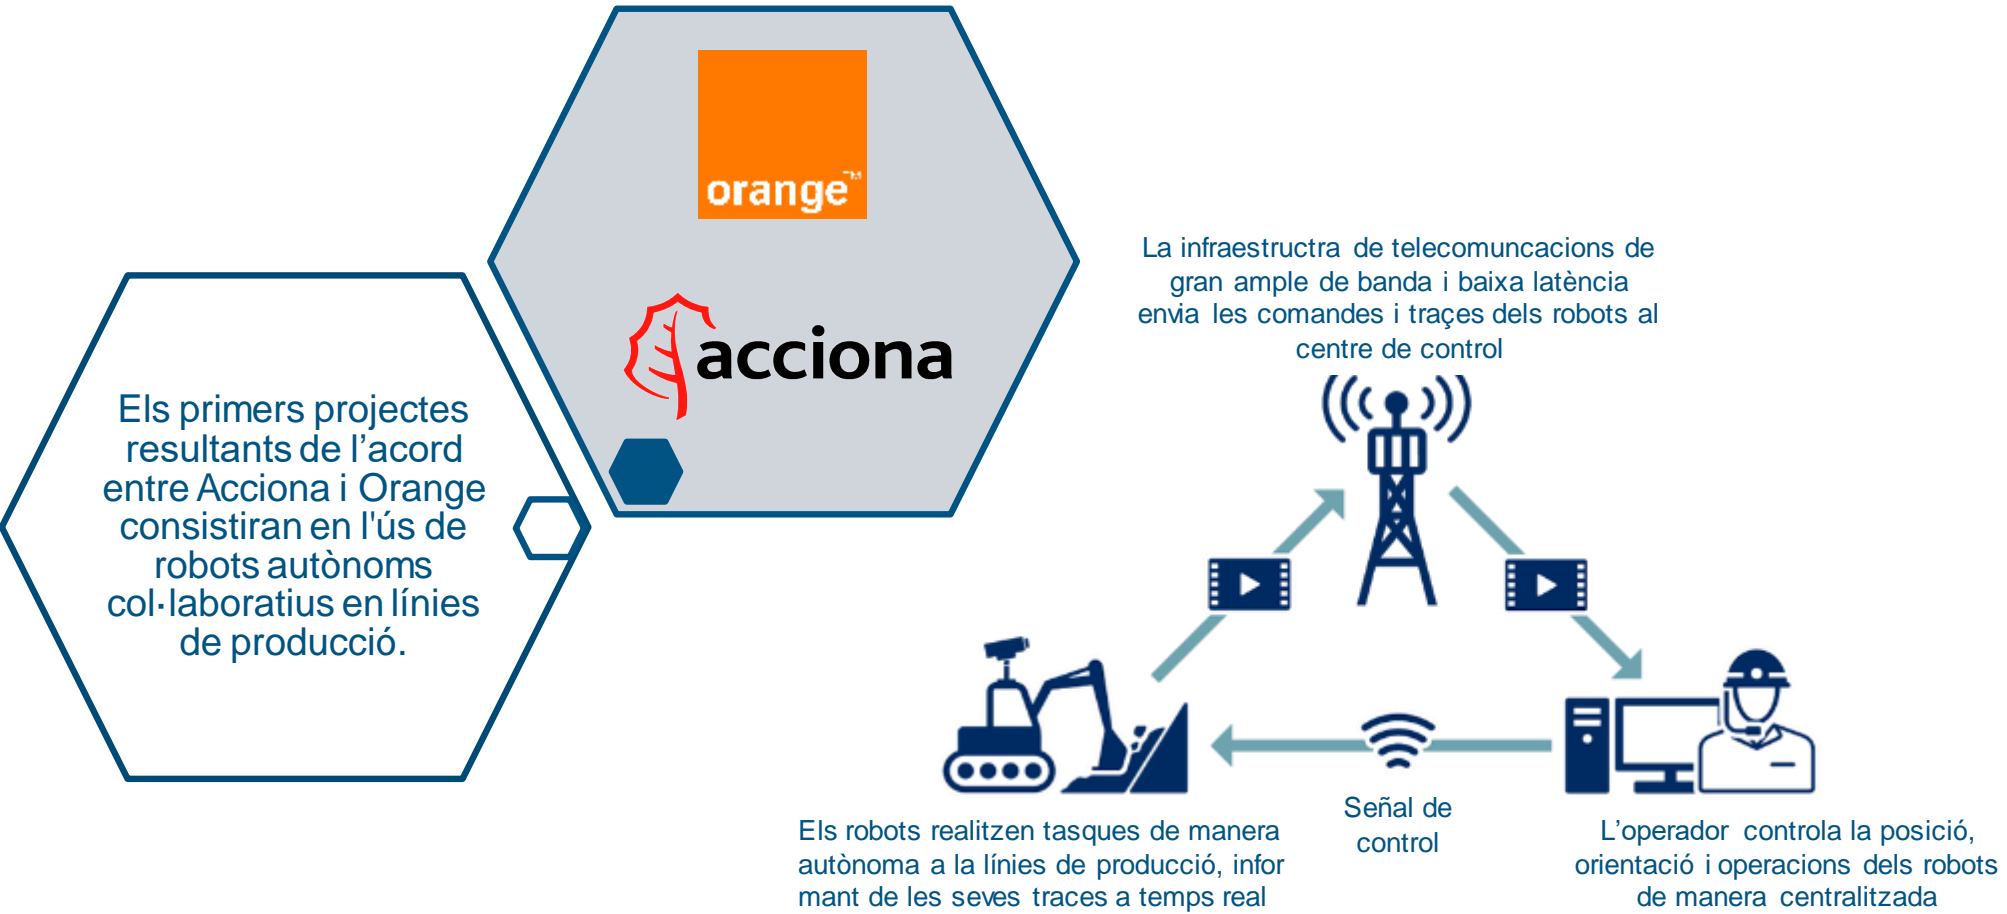 orange™
acciona
Els primers projectes
resultants de l’acord
entre Acciona i Orange
consistiran en l'ús de
robots autònoms
col·laboratius en línies
de producció.
La infraestructra de telecomuncacions de
gran ample de banda i baixa latència
envia les comandes i traçes dels robots al
centre de control
Señal de
control
Els robots realitzen tasques de manera
autònoma a la línies de producció, infor
mant de les seves traces a temps real
L’operador controla la posició,
orientació i operacions dels robots
de manera centralitzada